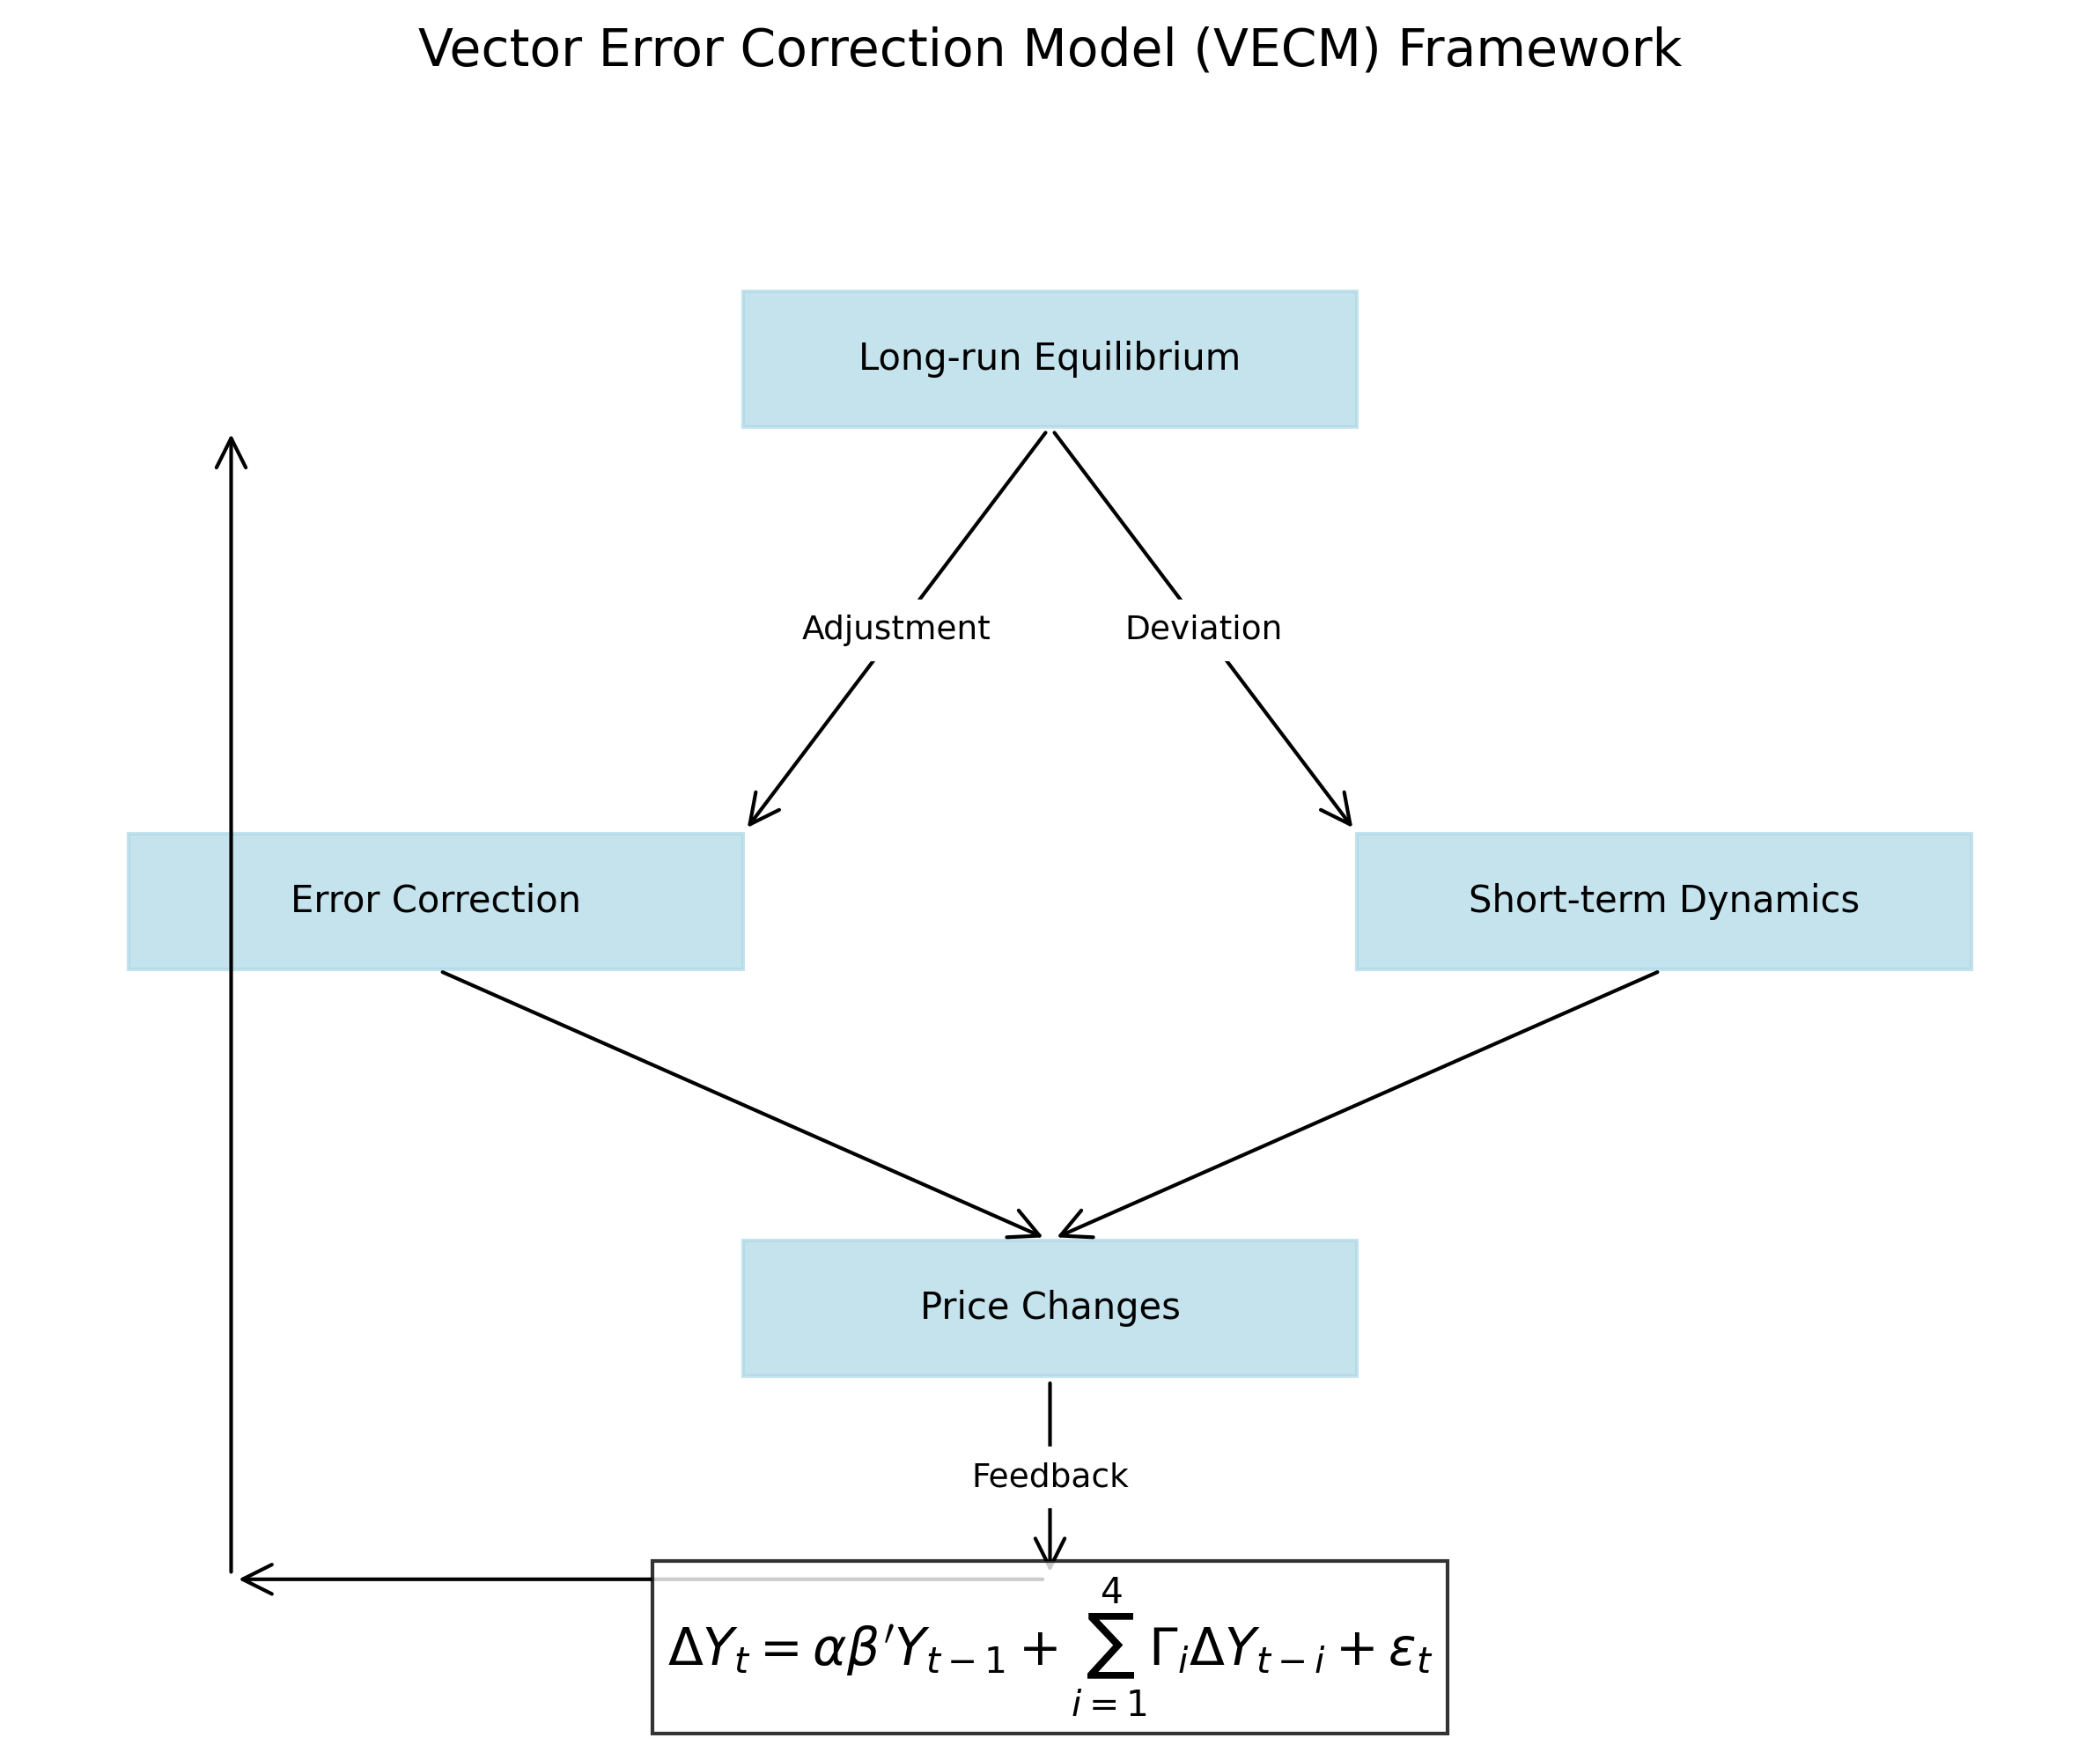 Vector Error Correction Model (VECM) Framework
Long-run Equilibrium
Adjustment
Deviation
Error Correction
Short-term Dynamics
Price Changes
Feedback
$\Delta Y_t = \alpha\beta' Y_{t-1} + \sum_{i=1}^{4} \Gamma_i \Delta Y_{t-i} + \varepsilon_t$